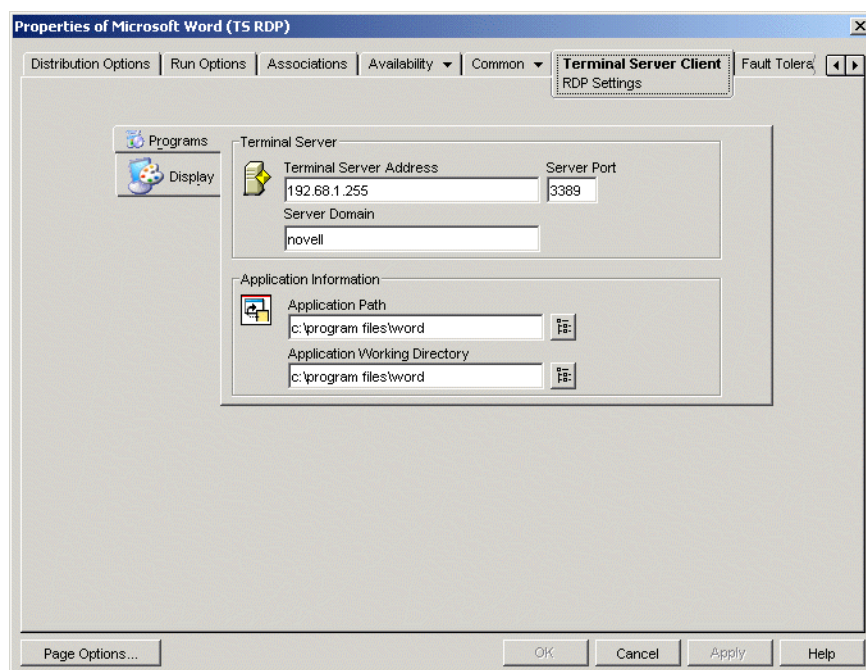 Properties of Microsoft Word (TS RDP)
Distribution Options Run Options Associations Availability Common Terminal Server Client Fault Tolera
RDP Settings
Programs
Display
Terminal Server
Terminal Server Address Server Port
192.68.1.255 3389
Server Domain
novell
Application Information
Application Path
c:\program files\word
Application Working Directory
c:\program files\word
Page Options... OK Cancel Apply Help